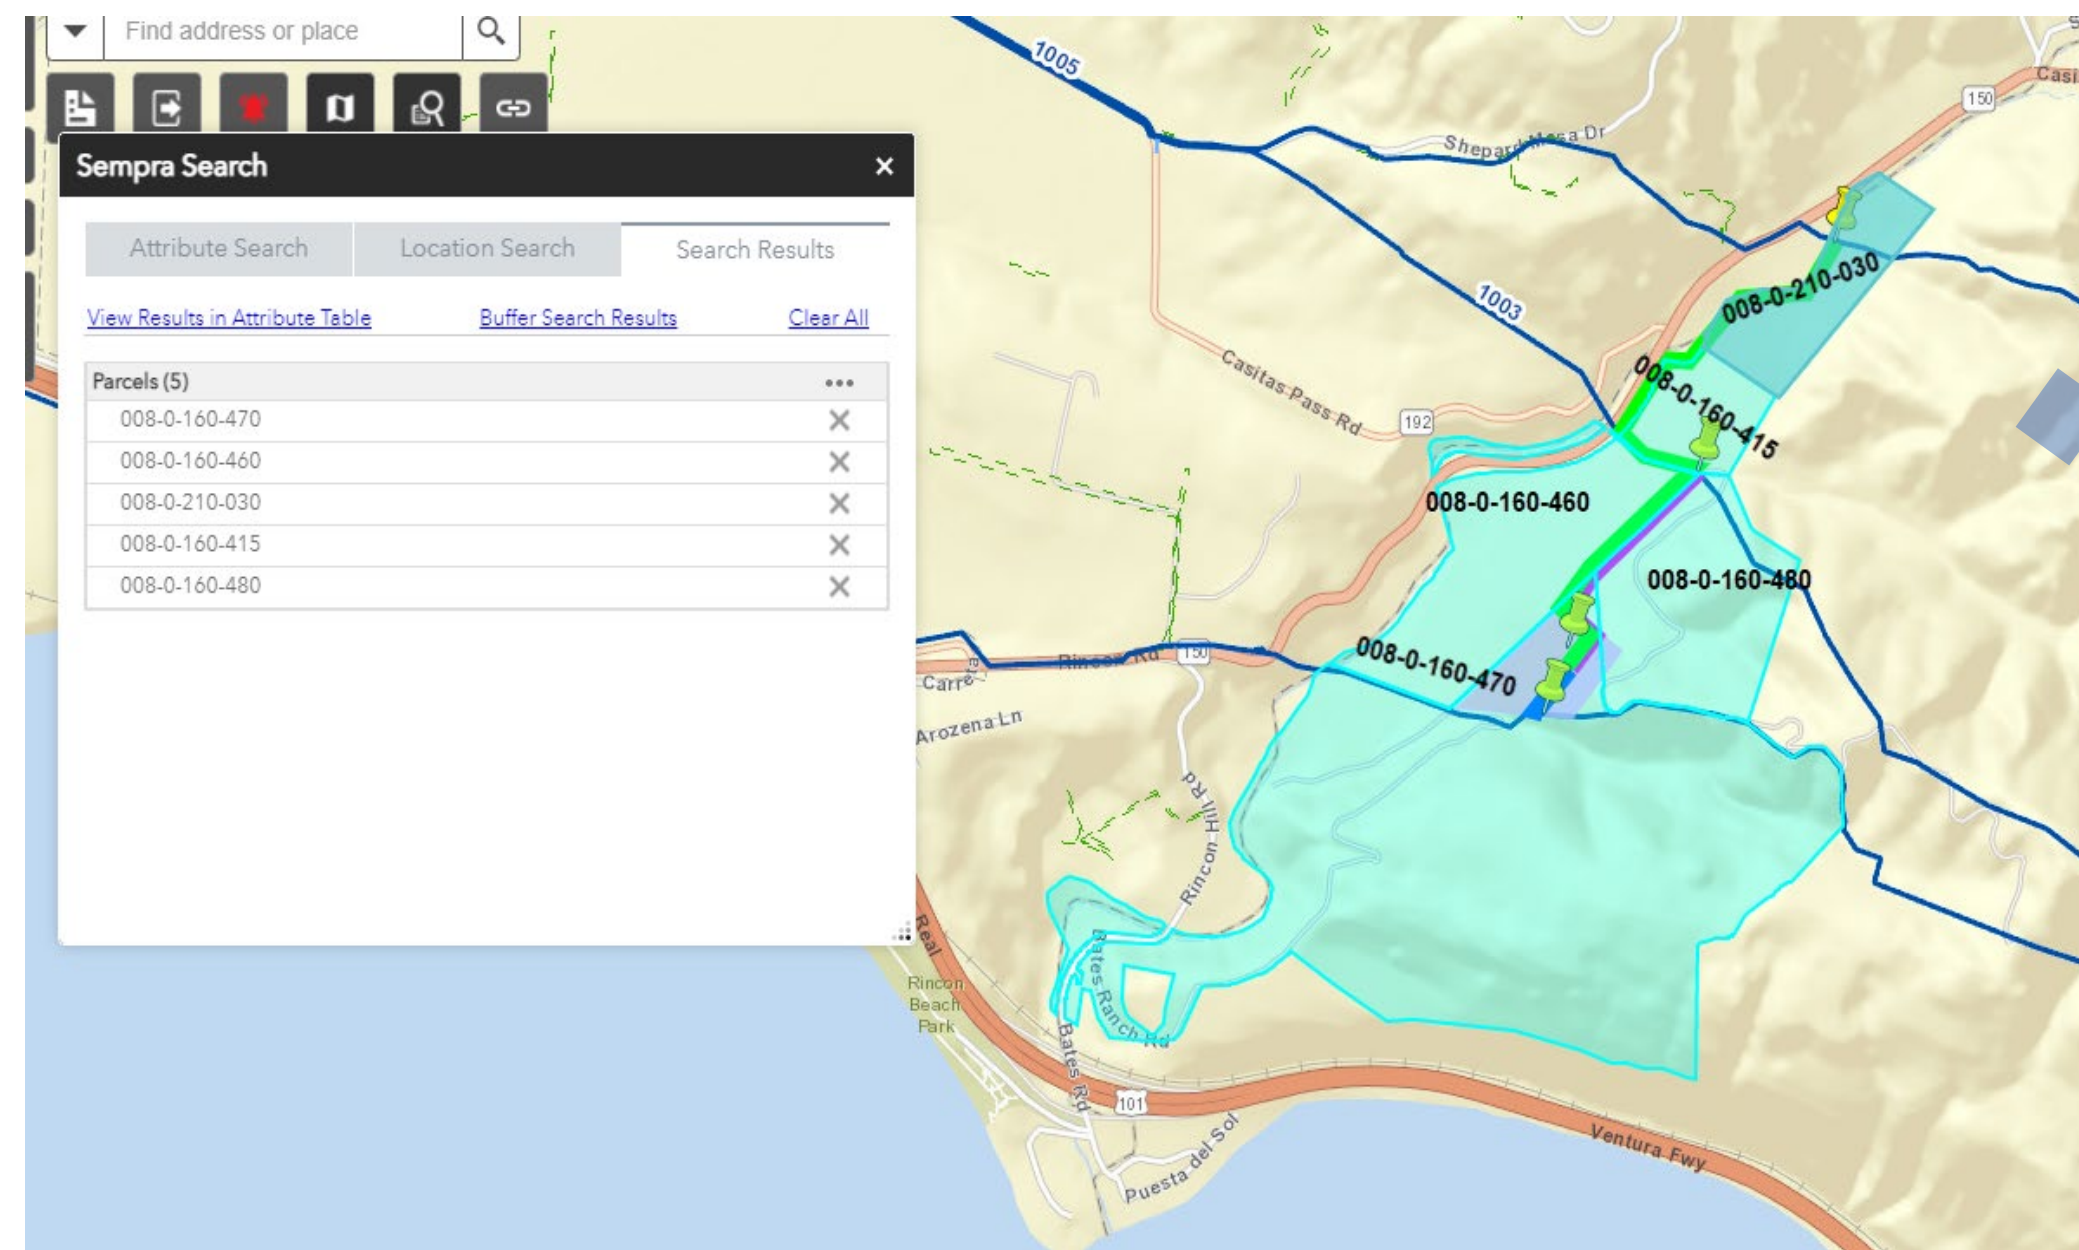 Find address or place
Sempra Search
Attribute Search
Location Search
Search Results
View Results in Attribute Table
Buffer Search Results
Clear All
Parcels (5)
008-0-160-470
008-0-160-460
008-0-210-030
008-0-160-415
008-0-160-480
1005
Shepard Mesa Dr
150
Casi
008-0-210-030
1003
Casitas Pass Rd
192
008-0-160-415
008-0-160-460
008-0-160-480
Rincon Rd
150
008-0-160-470
Carre
Arozena Ln
Rincon Hill Rd
Real
Bates Ranch Rd
Rincon
Beach
Park
Bates Rd
101
Puesta del Sol
Ventura Fwy